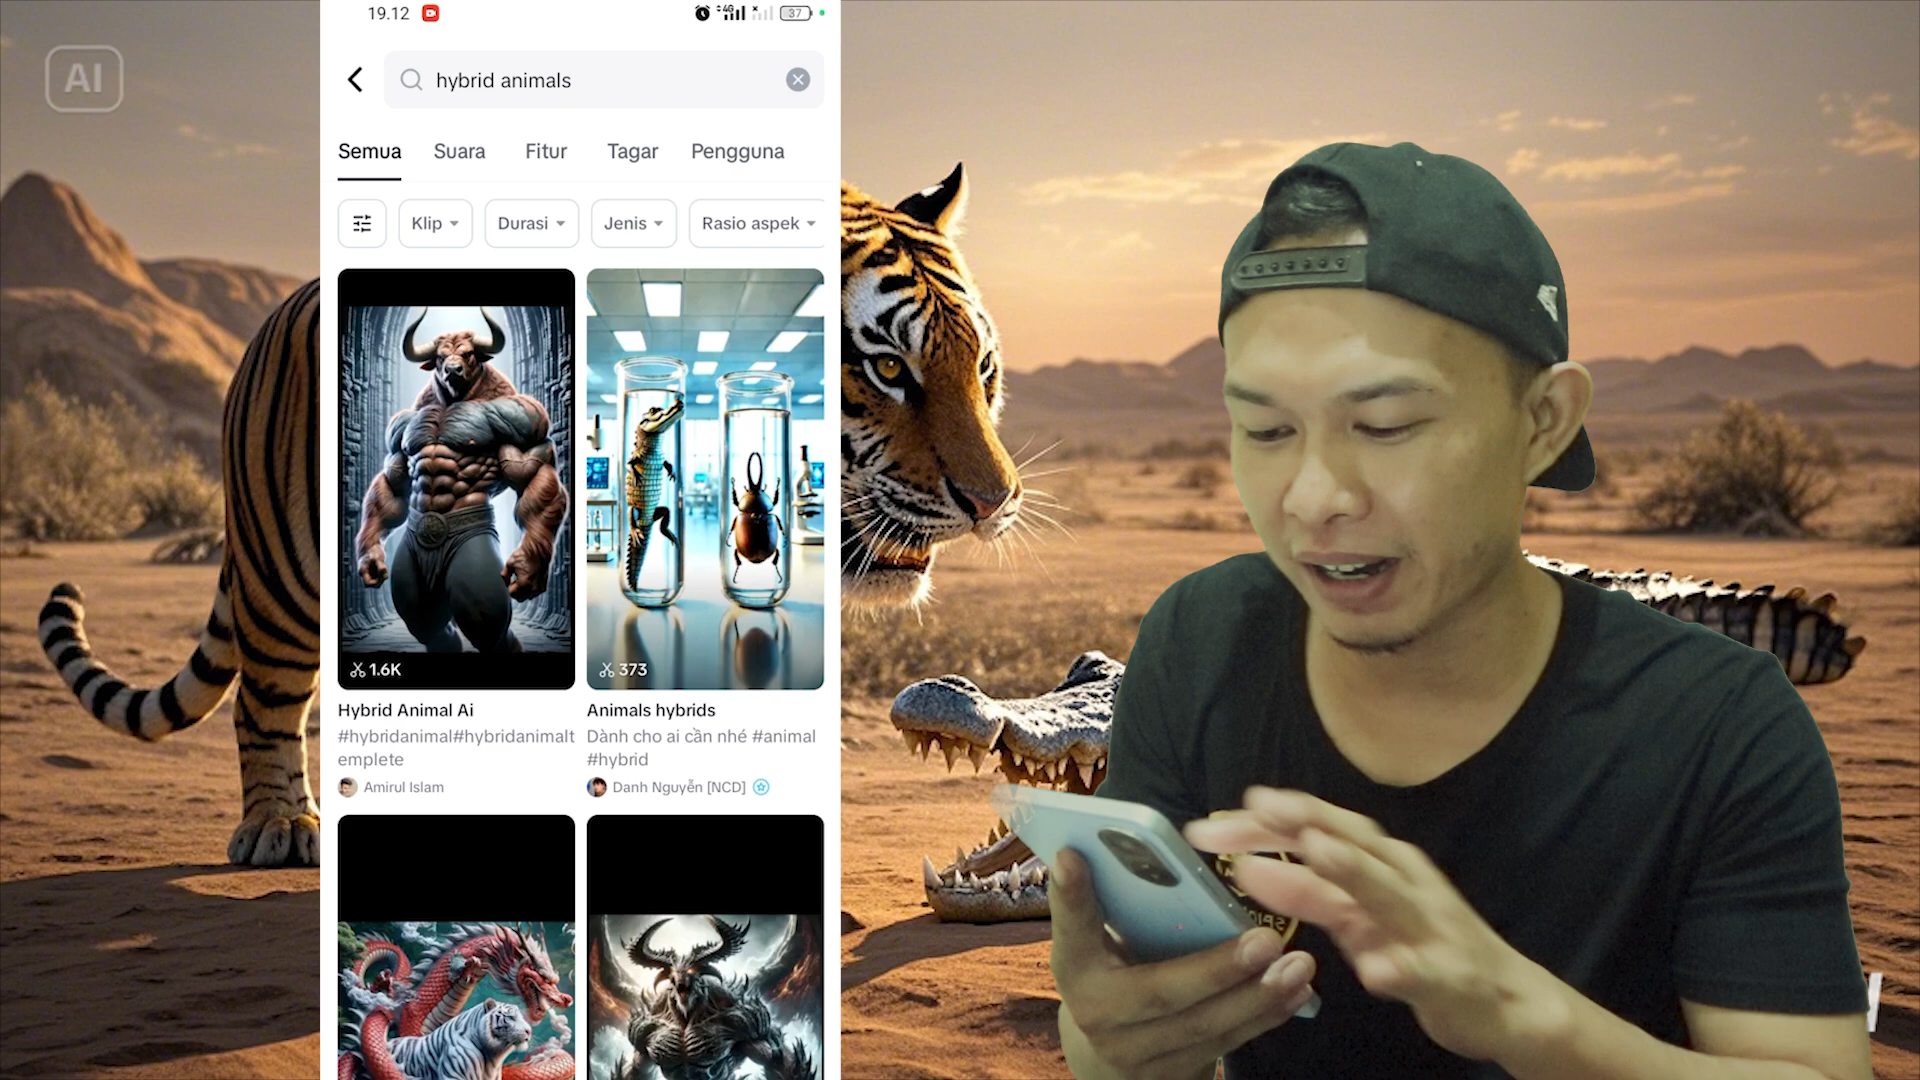 AI
19.12
4G
37
hybrid animals
Semua
Suara
Fitur
Tagar
Pengguna
Klip
Durasi
Jenis
Rasio aspek
1.6K
373
Hybrid Animal Ai
#hybridanimal#hybridanimalt
emplete
Amirul Islam
Animals hybrids
Dành cho ai cần nhé #animal
#hybrid
Danh Nguyễn [NCD]